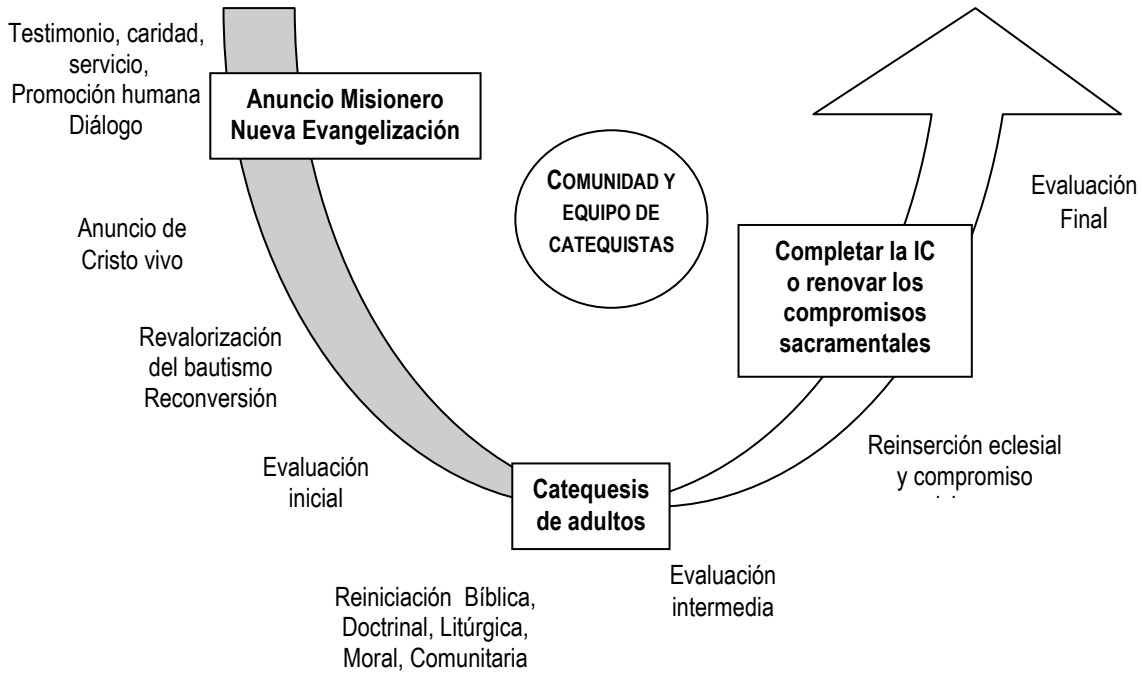 Testimonio, caridad,
servicio,
Promoción humana
Diálogo
Anuncio Misionero
Nueva Evangelización
COMUNIDAD Y
EQUIPO DE
CATEQUISTAS
Evaluación
Final
Anuncio de
Cristo vivo
Completar la IC
o renovar los
compromisos
sacramentales
Revalorización
del bautismo
Reconversión
Evaluación
inicial
Catequesis
de adultos
Reinserción eclesial
y compromiso
Evaluación
intermedia
Reiniciación Bíblica,
Doctrinal, Litúrgica,
Moral, Comunitaria